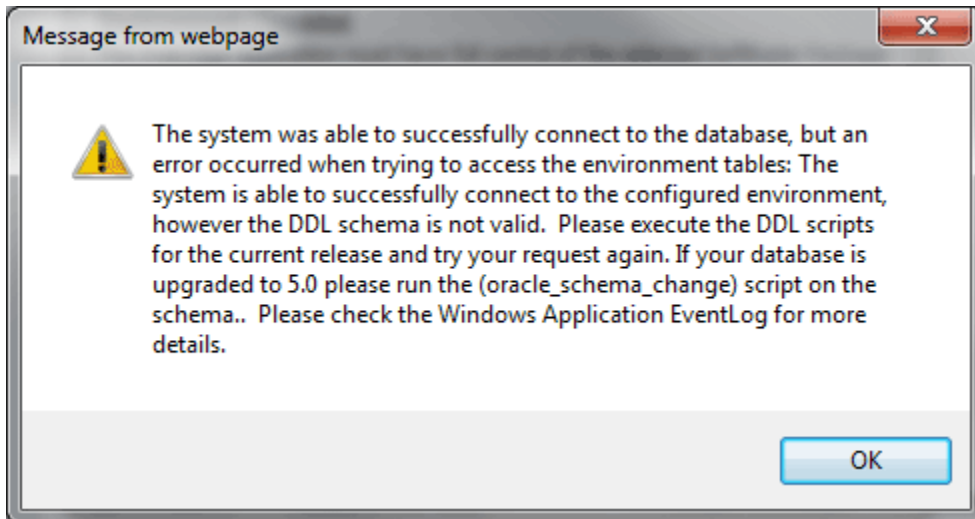 Message from webpage
The system was able to successfully connect to the database, but an
error occurred when trying to access the environment tables: The
system is able to successfully connect to the configured environment,
however the DDL schema is not valid.  Please execute the DDL scripts
for the current release and try your request again. If your database is
upgraded to 5.0 please run the (oracle_schema_change) script on the
schema..  Please check the Windows Application EventLog for more
details.
OK